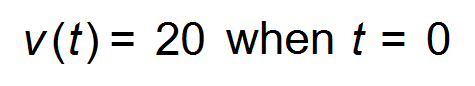 v(t) = 20 when t = 0